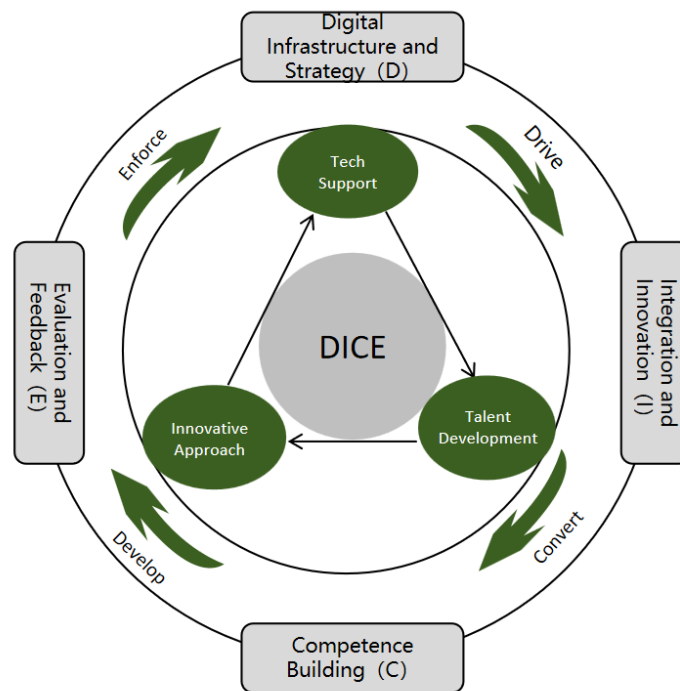 Digital
Infrastructure and
Strategy（D）
Enforce
Drive
Tech
Support
Evaluation and
Feedback（E）
DICE
Integration and
Innovation（I）
Innovative
Approach
Talent
Development
Develop
Convert
Competence
Building（C）